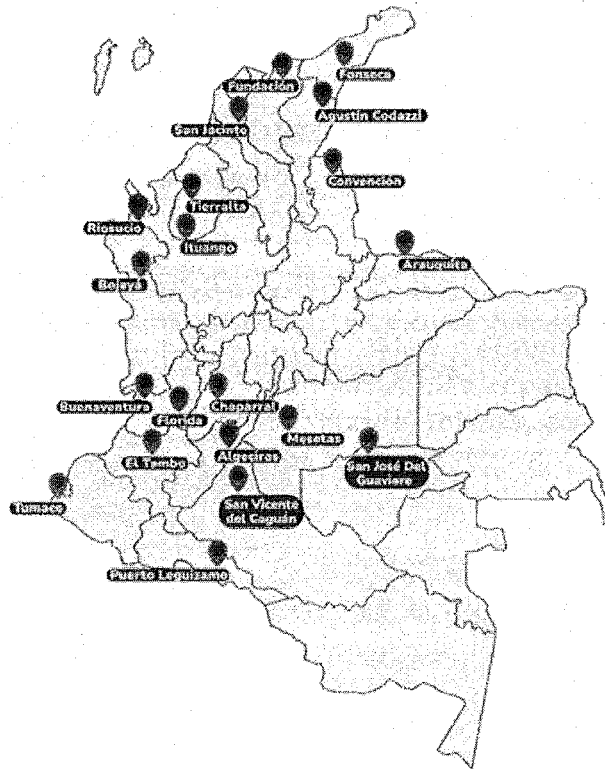 Fonseca
Fundación
Agustín Codazzi
San Jacinto
Convención
Tierralta
Riosucio
Ituango
Arauquita
Bojayá
Chaparral
Buenaventura
Florida
Mesetas
Algeciras
El Tambo
San José Del
Guaviare
San Vicente
del Caguán
Tumaco
Puerto Leguízamo